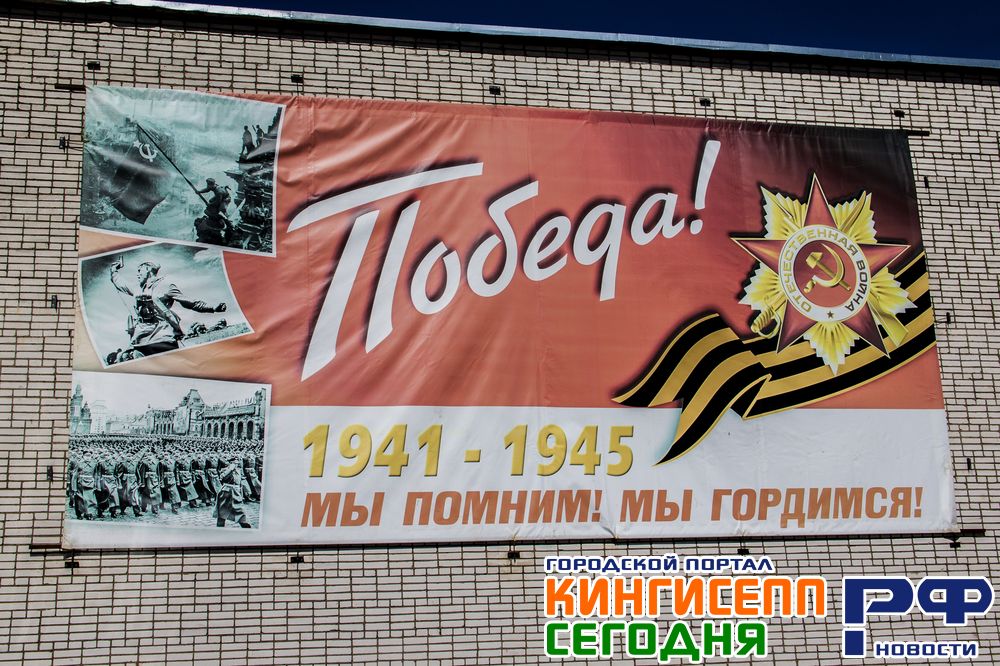 Победа!
ОТЕЧЕСТВЕННАЯ ВОЙНА
1941 - 1945
МЫ ПОМНИМ! МЫ ГОРДИМСЯ!
ГОРОДСКОЙ ПОРТАЛ
КИНГИСЕПП
СЕГОДНЯ
!РФ
НОВОСТИ